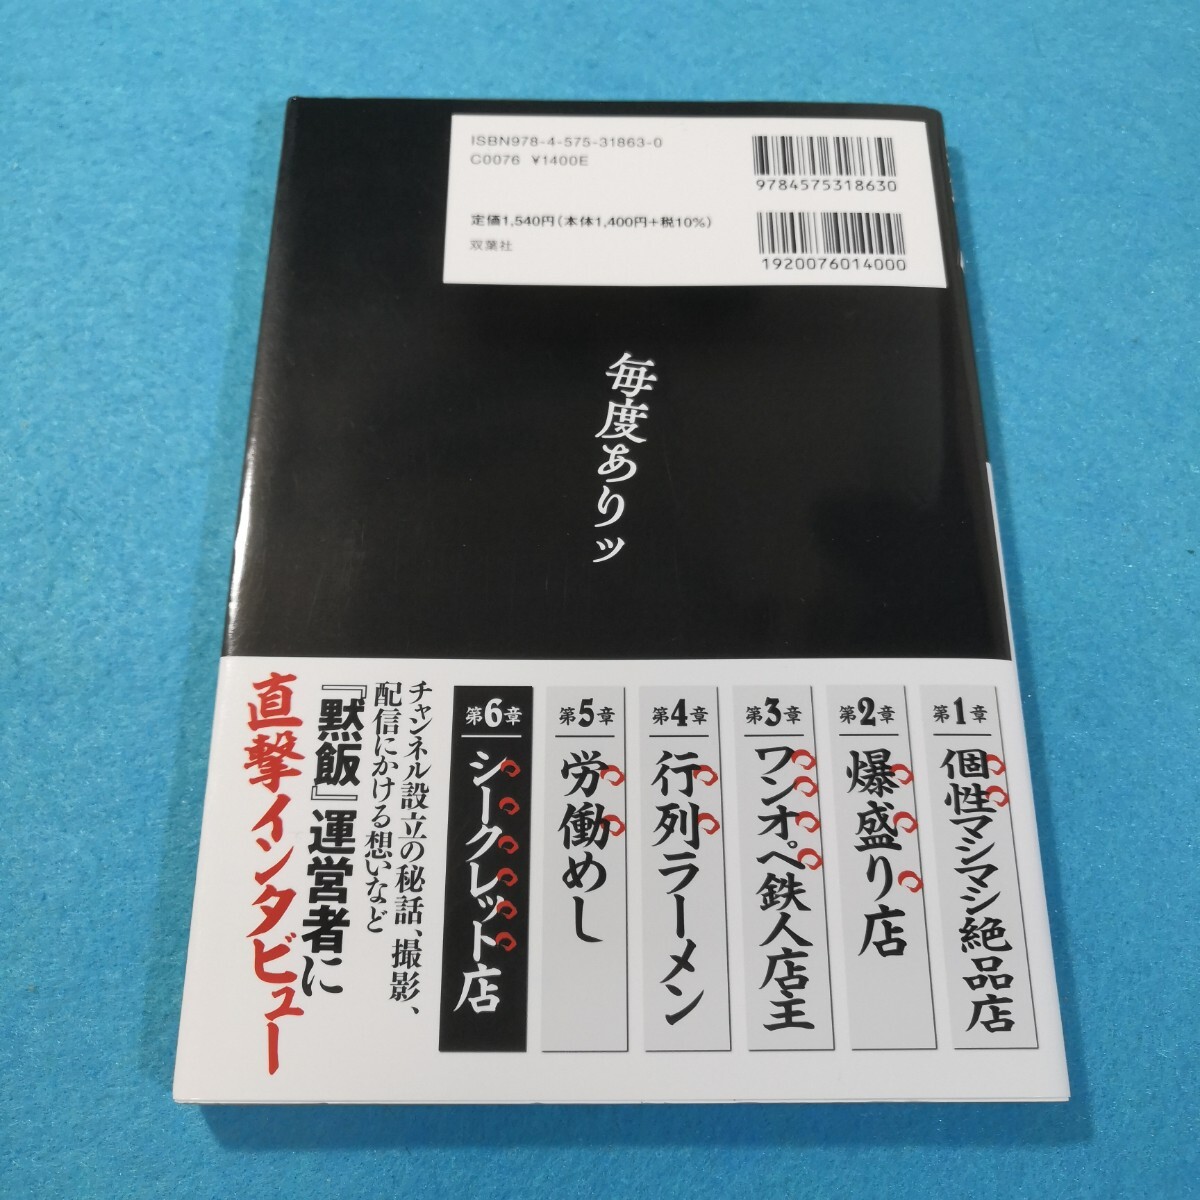 ISBN978-4-575-31863-0
C0076 ¥1400E
9784575318630
定価1,540円(本体1,400円+税10%)
双葉社
1920076014000
毎度ありッ
第1章
個性マシマシ絶品店
第2章
爆盛り店
第3章
ワンオペ鉄人店主
第4章
行列ラーメン
第5章
労働めし
第6章
シークレット店
チャンネル設立の秘話、撮影、
配信にかける想いなど
『黙飯』運営者に
直撃インタビュー